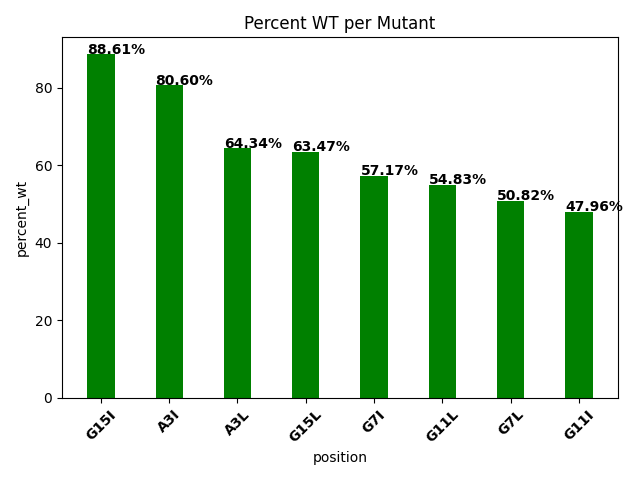 Percent WT per Mutant
88.61%
80.60%
64.34%
63.47%
57.17%
54.83%
50.82%
47.96%
80
60
40
20
0
percent_wt
G15I
A3I
A3L
G15L
G7I
G11L
G7L
G11I
position